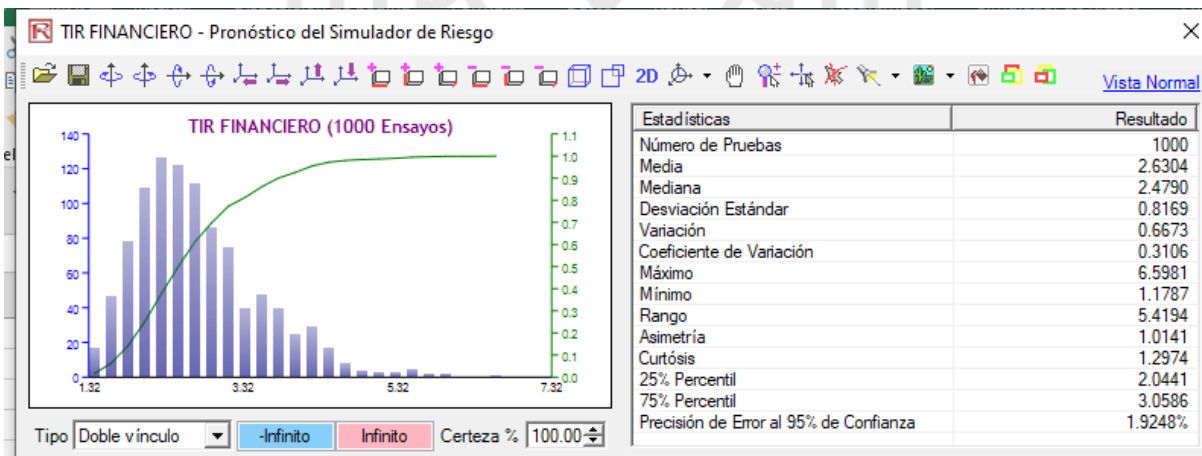 TIR FINANCIERO - Pronóstico del Simulador de Riesgo
2D
Vista Normal
TIR FINANCIERO (1000 Ensayos)
140
120
100
80
60
40
20
0
1.1
1.0
0.9
0.8
0.7
0.6
0.5
0.4
0.3
0.2
0.1
0.0
1.32 3.32 5.32 7.32
Tipo Doble vínculo -Infinito Infinito Certeza % 100.00
Estadísticas Resultado
Número de Pruebas 1000
Media 2.6304
Mediana 2.4790
Desviación Estándar 0.8169
Variación 0.6673
Coeficiente de Variación 0.3106
Máximo 6.5981
Mínimo 1.1787
Rango 5.4194
Asimetría 1.0141
Curtósis 1.2974
25% Percentil 2.0441
75% Percentil 3.0586
Precisión de Error al 95% de Confianza 1.9248%